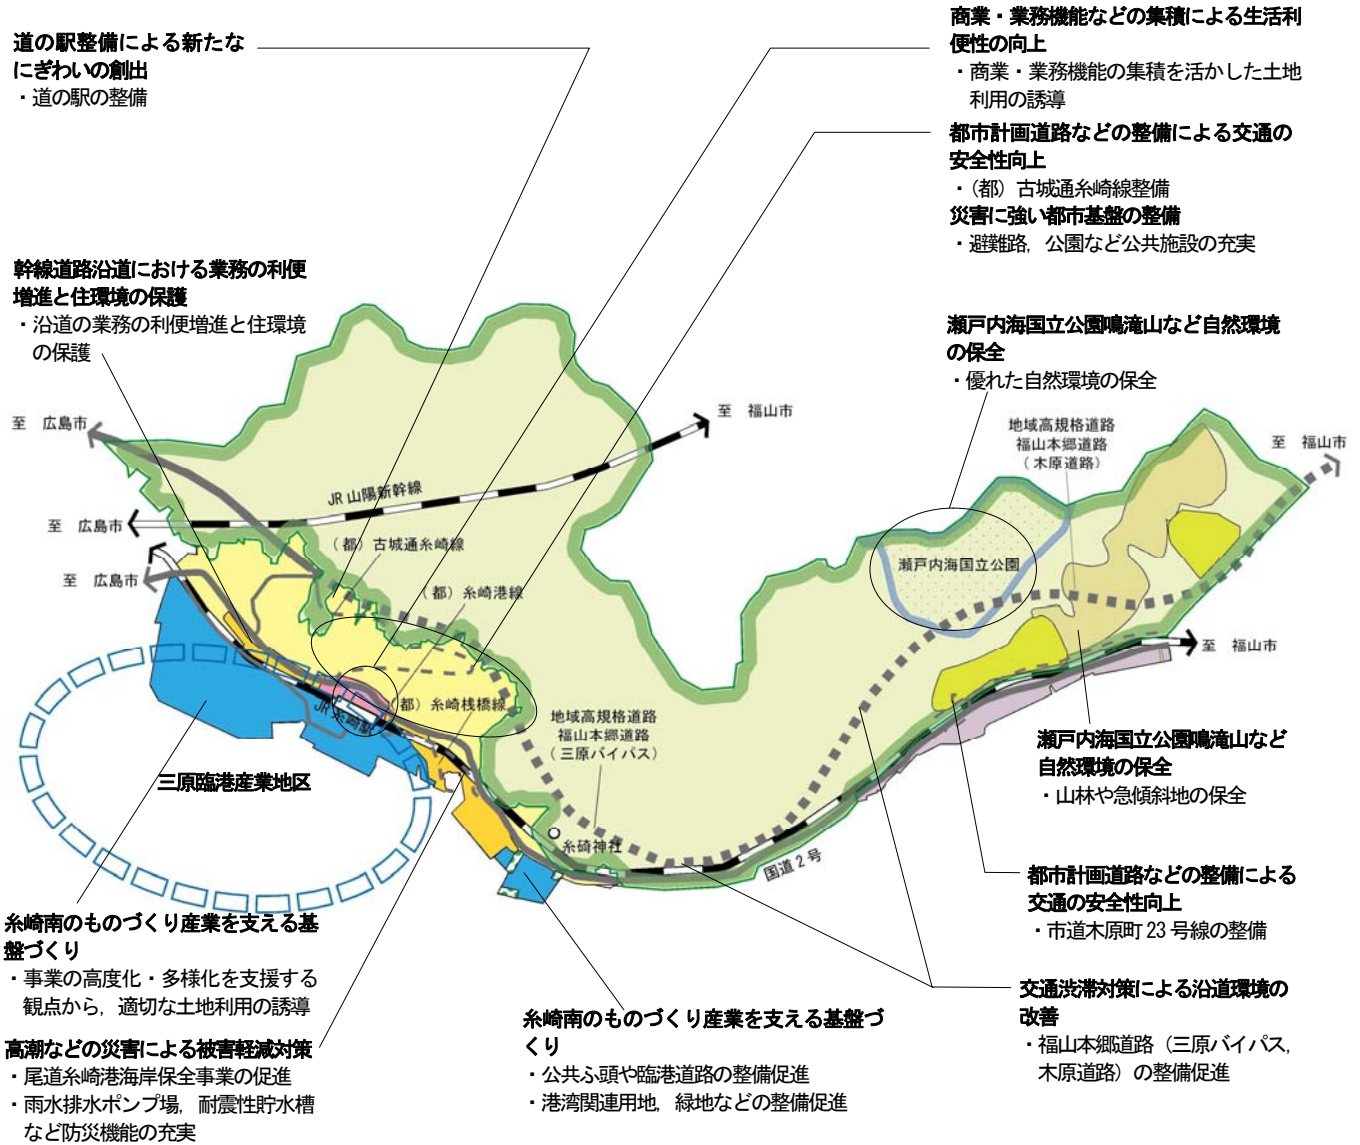 道の駅整備による新たな
にぎわいの創出
・道の駅の整備
商業・業務機能などの集積による生活利
便性の向上
・商業・業務機能の集積を活かした土地
利用の誘導
都市計画道路などの整備による交通の
安全性向上
・（都）古城通糸崎線整備
災害に強い都市基盤の整備
・避難路，公園など公共施設の充実
幹線道路沿道における業務の利便
増進と住環境の保護
・沿道の業務の利便増進と住環境
の保護
瀬戸内海国立公園鳴滝山など自然環境
の保全
・優れた自然環境の保全
至　広島市
至　福山市
地域高規格道路
福山本郷道路
（木原道路）
至　福山市
JR山陽新幹線
至　広島市
（都）古城通糸崎線
至　広島市
（都）糸崎港線
瀬戸内海国立公園
至　福山市
（都）糸崎桟橋線
JR糸崎駅
地域高規格道路
福山本郷道路
（三原バイパス）
三原臨港産業地区
糸碕神社
国道２号
瀬戸内海国立公園鳴滝山など
自然環境の保全
・山林や急傾斜地の保全
都市計画道路などの整備による
交通の安全性向上
・市道木原町23号線の整備
糸崎南のものづくり産業を支える基
盤づくり
・事業の高度化・多様化を支援する
観点から，適切な土地利用の誘導
高潮などの災害による被害軽減対策
・尾道糸崎港海岸保全事業の促進
・雨水排水ポンプ場，耐震性貯水槽
など防災機能の充実
糸崎南のものづくり産業を支える基盤づ
くり
・公共ふ頭や臨港道路の整備促進
・港湾関連用地，緑地などの整備促進
交通渋滞対策による沿道環境の
改善
・福山本郷道路（三原バイパス，
木原道路）の整備促進